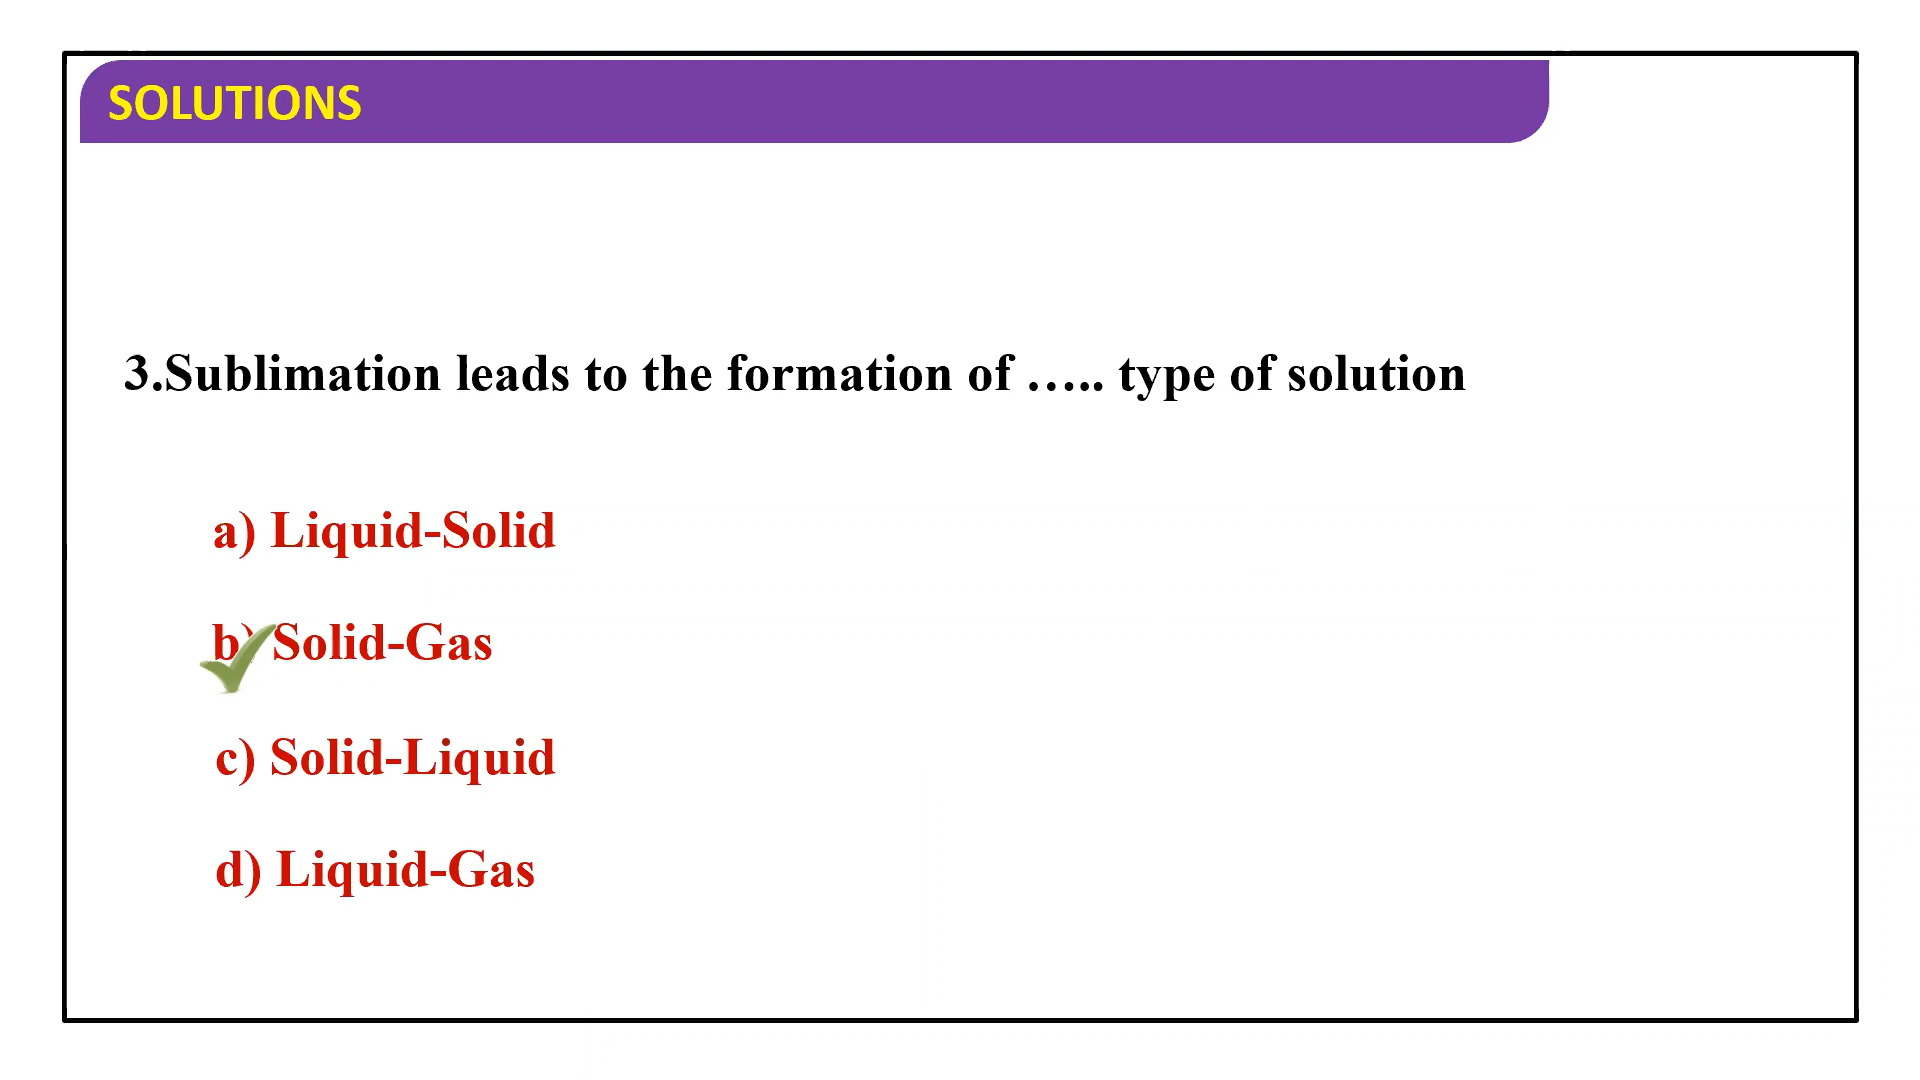 SOLUTIONS
3.Sublimation leads to the formation of ….. type of solution
a) Liquid-Solid
b) Solid-Gas
c) Solid-Liquid
d) Liquid-Gas